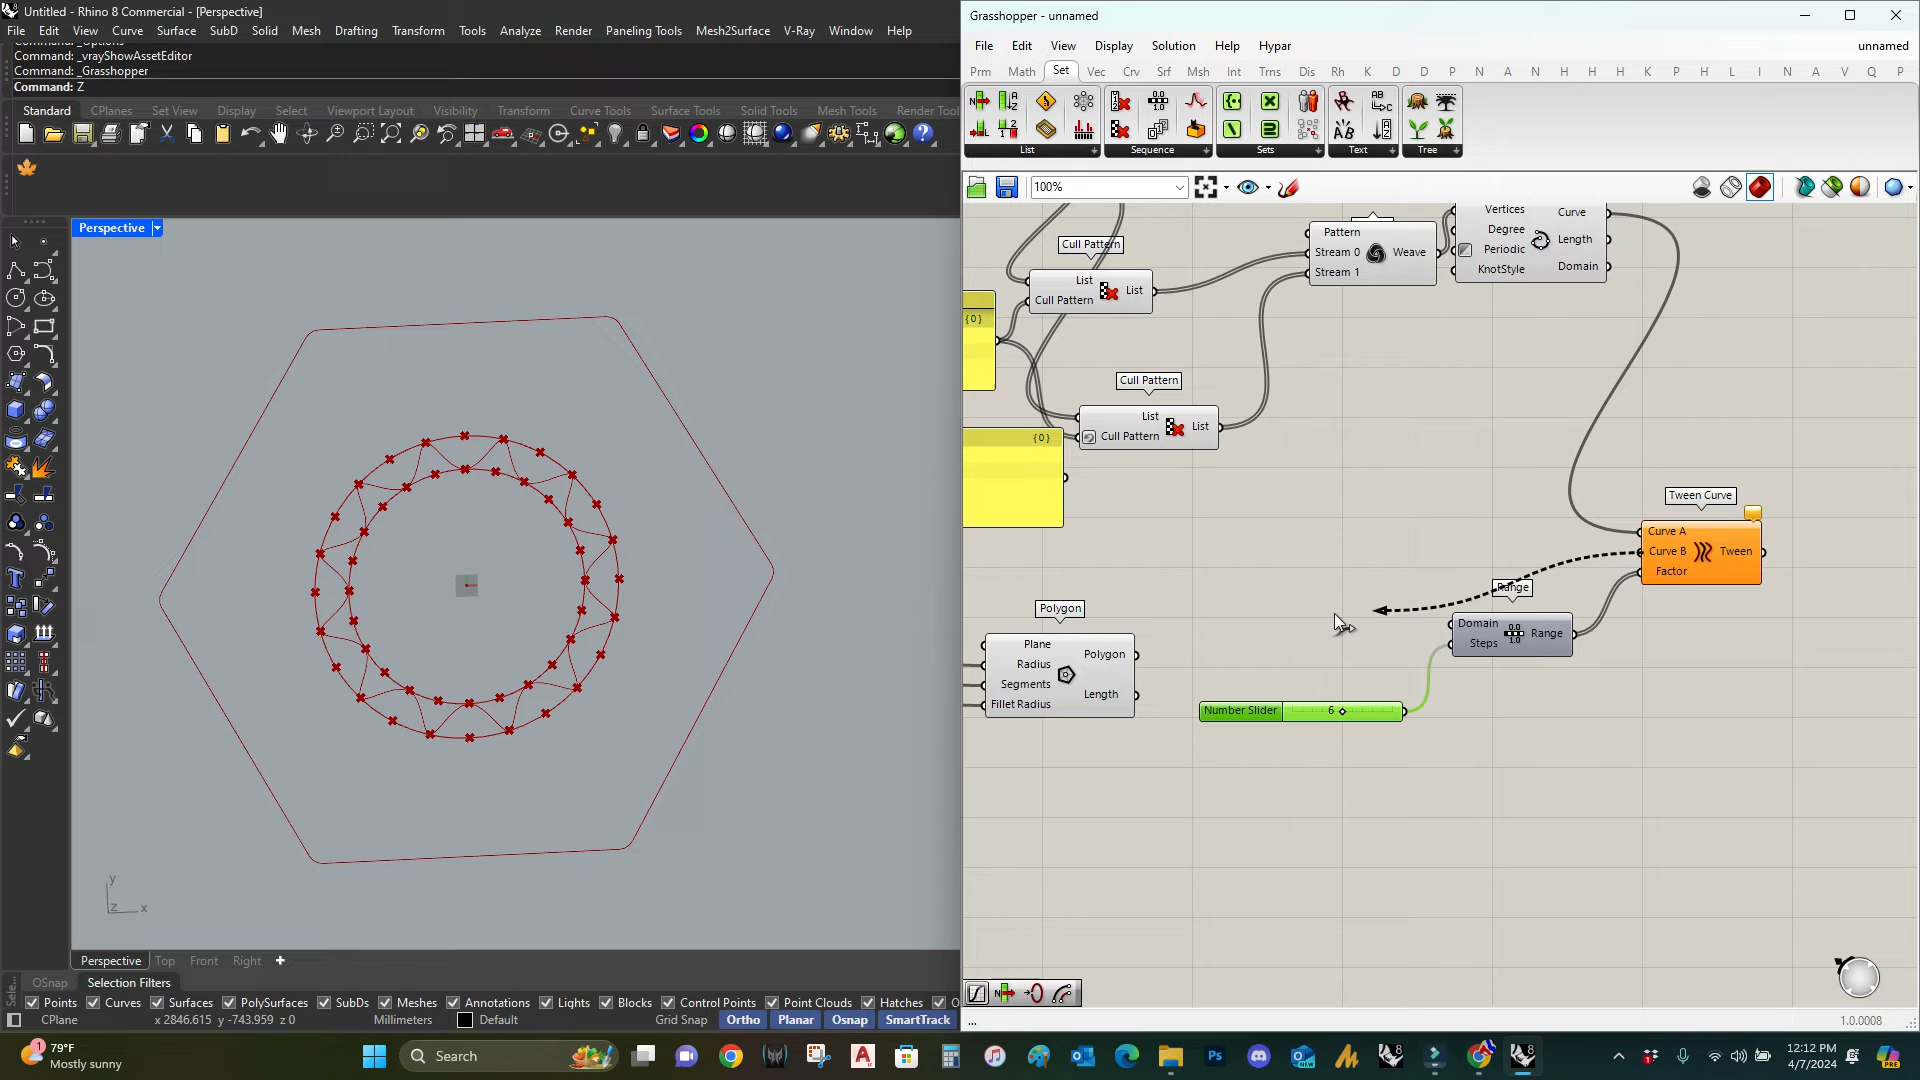 Untitled - Rhino 8 Commercial - [Perspective]
File Edit View Curve Surface SubD Solid Mesh Drafting Transform Tools Analyze Render Paneling Tools Mesh2Surface V-Ray Window Help
Command: _Options
Command: _vrayShowAssetEditor
Command: _Grasshopper
Command: Z
Standard CPlanes Set View Display Select Viewport Layout Visibility Transform Curve Tools Surface Tools Solid Tools Mesh Tools Render Tool
Perspective
y
z x
Perspective Top Front Right
OSnap Selection Filters
Points Curves Surfaces PolySurfaces SubDs Meshes Annotations Lights Blocks Control Points Point Clouds Hatches O
CPlane x 2846.615 y -743.959 z 0 Millimeters Default Grid Snap Ortho Planar Osnap SmartTrack
Sele...
Grasshopper - unnamed
File Edit View Display Solution Help Hypar unnamed
Prm Math Set Vec Crv Srf Msh Int Trns Dis Rh K D D P N A N H H K P H L I N A V Q P
List Sequence Sets Text Tree
100%
Cull Pattern
List
Cull Pattern
List
{0}
Pattern
Stream 0
Stream 1
Weave
Vertices
Degree
Periodic
KnotStyle
Curve
Length
Domain
Cull Pattern
List
Cull Pattern
List
{0}
Tween Curve
Curve A
Curve B
Factor
Tween
Range
Domain
Steps
Range
Polygon
Plane
Radius
Segments
Fillet Radius
Polygon
Length
Number Slider 6
...
1.0.0008
79°F
Mostly sunny
Search
12:12 PM
4/7/2024